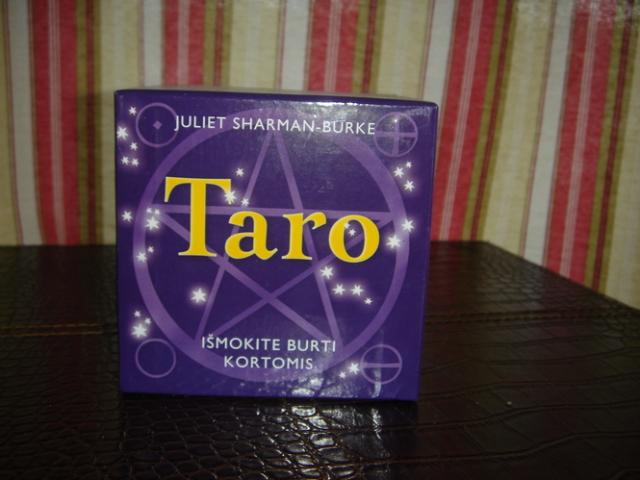 JULIET SHARMAN-BURKE
Taro
IŠMOKITE BURTI
KORTOMIS